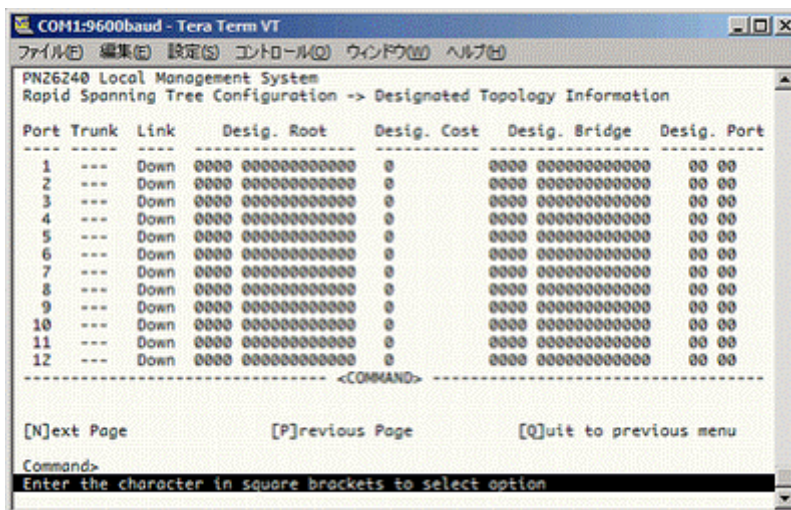 COM1:9600baud - Tera Term VT
ファイル(F) 編集(E) 設定(S) コントロール(O) ウィンドウ(W) ヘルプ(H)
PN26240 Local Management System
Rapid Spanning Tree Configuration -> Designated Topology Information
Port Trunk Link Desig. Root Desig. Cost Desig. Bridge Desig. Port
---- ----- ---- ----------------- ----------- ----------------- -----------
1 --- Down 0000 000000000000 0 0000 000000000000 00 00
2 --- Down 0000 000000000000 0 0000 000000000000 00 00
3 --- Down 0000 000000000000 0 0000 000000000000 00 00
4 --- Down 0000 000000000000 0 0000 000000000000 00 00
5 --- Down 0000 000000000000 0 0000 000000000000 00 00
6 --- Down 0000 000000000000 0 0000 000000000000 00 00
7 --- Down 0000 000000000000 0 0000 000000000000 00 00
8 --- Down 0000 000000000000 0 0000 000000000000 00 00
9 --- Down 0000 000000000000 0 0000 000000000000 00 00
10 --- Down 0000 000000000000 0 0000 000000000000 00 00
11 --- Down 0000 000000000000 0 0000 000000000000 00 00
12 --- Down 0000 000000000000 0 0000 000000000000 00 00
-------------------------------- <COMMAND> -----------------------------------
[N]ext Page [P]revious Page [Q]uit to previous menu
Command>
Enter the character in square brackets to select option